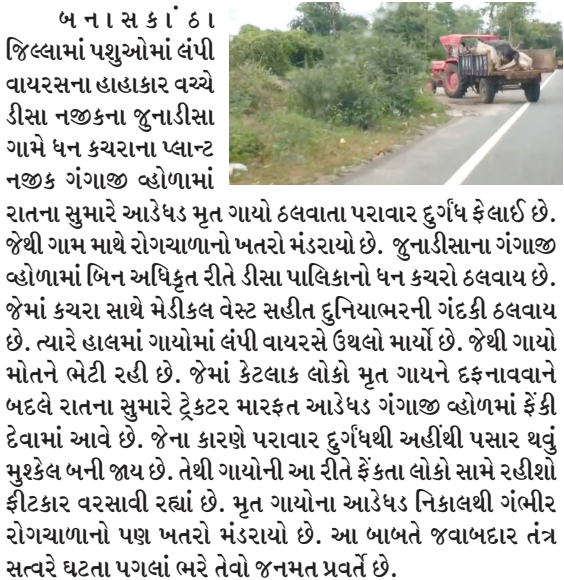 બનાસકાંઠા
જિલ્લામાં પશુઓમાં લંપી
વાયરસના હાહાકાર વચ્ચે
ડીસા નજીકના જુનાડીસા
ગામે ધન કચરાના પ્લાન્ટ
નજીક ગંગાજી વ્હોળામાં
રાતના સુમારે આડેધડ મૃત ગાયો ઠલવાતા પરાવાર દુર્ગંધ ફેલાઈ છે.
જેથી ગામ માથે રોગચાળાનો ખતરો મંડરાયો છે. જુનાડીસાના ગંગાજી
વ્હોળામાં બિન અધિકૃત રીતે ડીસા પાલિકાનો ધન કચરો ઠલવાય છે.
જેમાં કચરા સાથે મેડીકલ વેસ્ટ સહીત દુનિયાભરની ગંદકી ઠલવાય
છે. ત્યારે હાલમાં ગાયોમાં લંપી વાયરસે ઉથલો માર્યો છે. જેથી ગાયો
મોતને ભેટી રહી છે. જેમાં કેટલાક લોકો મૃત ગાયને દફનાવવાને
બદલે રાતના સુમારે ટ્રેકટર મારફત આડેધડ ગંગાજી વ્હોળમાં ફેંકી
દેવામાં આવે છે. જેના કારણે પરાવાર દુર્ગંધથી અહીંથી પસાર થવું
મુશ્કેલ બની જાય છે. તેથી ગાયોની આ રીતે ફેંકતા લોકો સામે રહીશો
ફીટકાર વરસાવી રહ્યાં છે. મૃત ગાયોના આડેધડ નિકાલથી ગંભીર
રોગચાળાનો પણ ખતરો મંડરાયો છે. આ બાબતે જવાબદાર તંત્ર
સત્વરે ઘટતા પગલાં ભરે તેવો જનમત પ્રવર્તે છે.